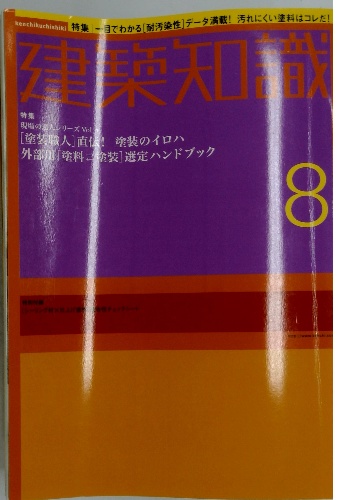 kenchikuchishiki
特集 一目でわかる[耐汚染性]データ満載! 汚れにくい塗料はコレだ!
建築知識
特集
現場の達人シリーズ Vol.
[塗装職人]直伝! 塗装のイロハ
外部用[塗料・塗装]選定ハンドブック
8